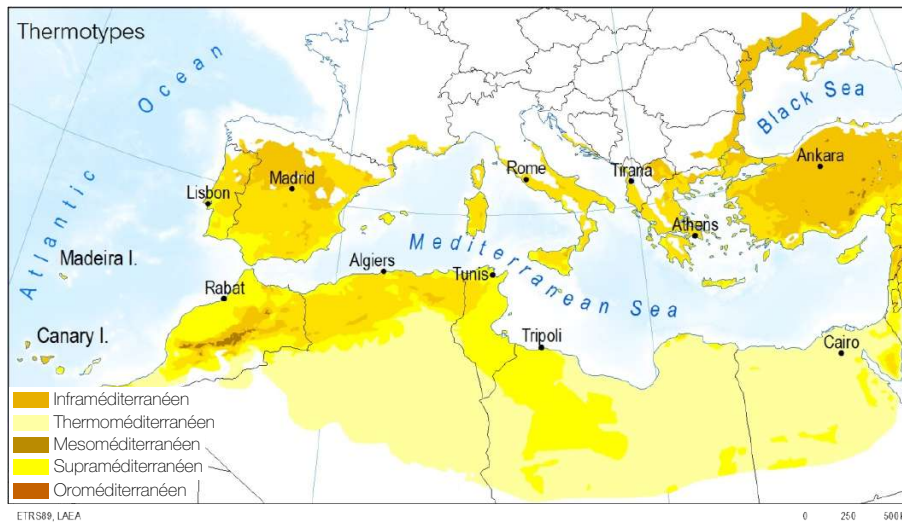 Thermotypes
Atlantic Ocean
Black Sea
Ankara
Rome
Tirana
Madrid
Lisbon
Athens
Mediterranean Sea
Madeira I.
Algiers
Tunis
Rabat
Canary I.
Tripoli
Cairo
Inframéditerranéen
Thermoméditerranéen
Mesoméditerranéen
Supraméditerranéen
Oroméditerranéen
ETRS89, LAEA
0 250 500